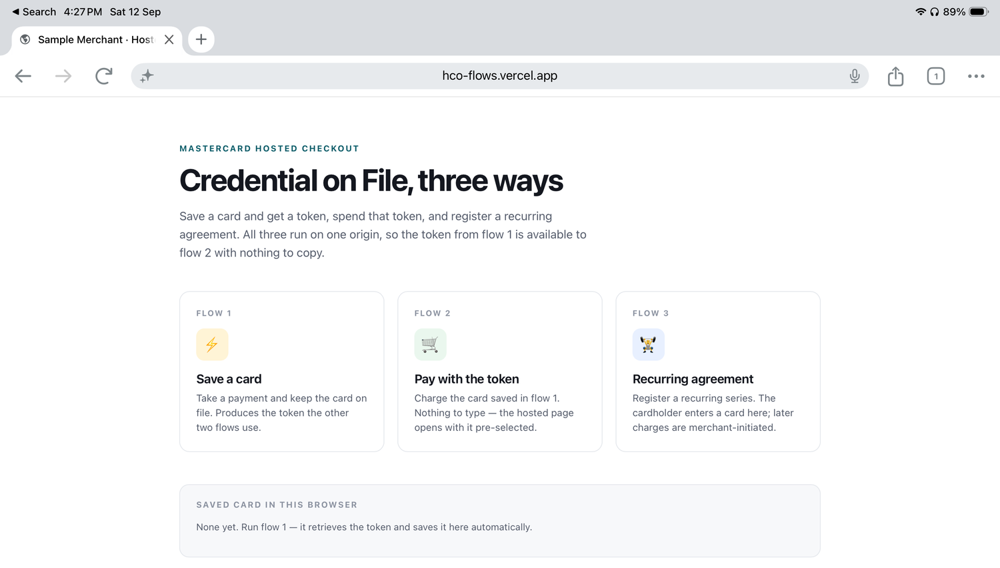 ◀ Search 4:27 PM Sat 12 Sep 89%
Sample Merchant · Host
hco-flows.vercel.app
1
MASTERCARD HOSTED CHECKOUT
Credential on File, three ways
Save a card and get a token, spend that token, and register a recurring
agreement. All three run on one origin, so the token from flow 1 is available to
flow 2 with nothing to copy.
FLOW 1
Save a card
Take a payment and keep the card on
file. Produces the token the other
two flows use.
FLOW 2
Pay with the token
Charge the card saved in flow 1.
Nothing to type — the hosted page
opens with it pre-selected.
FLOW 3
Recurring agreement
Register a recurring series. The
cardholder enters a card here; later
charges are merchant-initiated.
SAVED CARD IN THIS BROWSER
None yet. Run flow 1 — it retrieves the token and saves it here automatically.